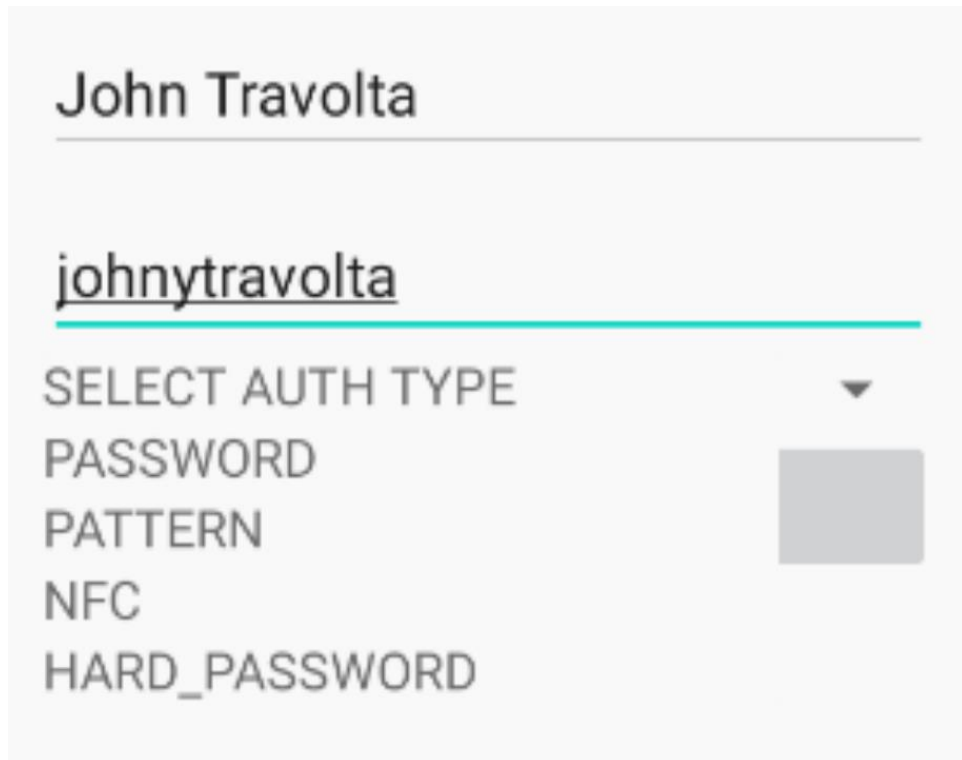 John Travolta
johnytravolta
SELECT AUTH TYPE
PASSWORD
PATTERN
NFC
HARD_PASSWORD